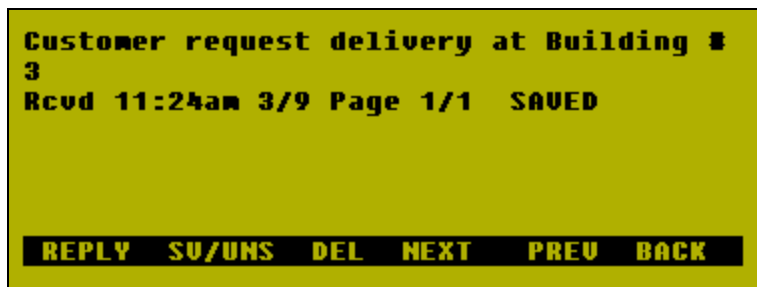 Customer request delivery at Building #
3
Rcvd 11:24am 3/9 Page 1/1 SAVED
REPLY SV/UNS DEL NEXT PREV BACK